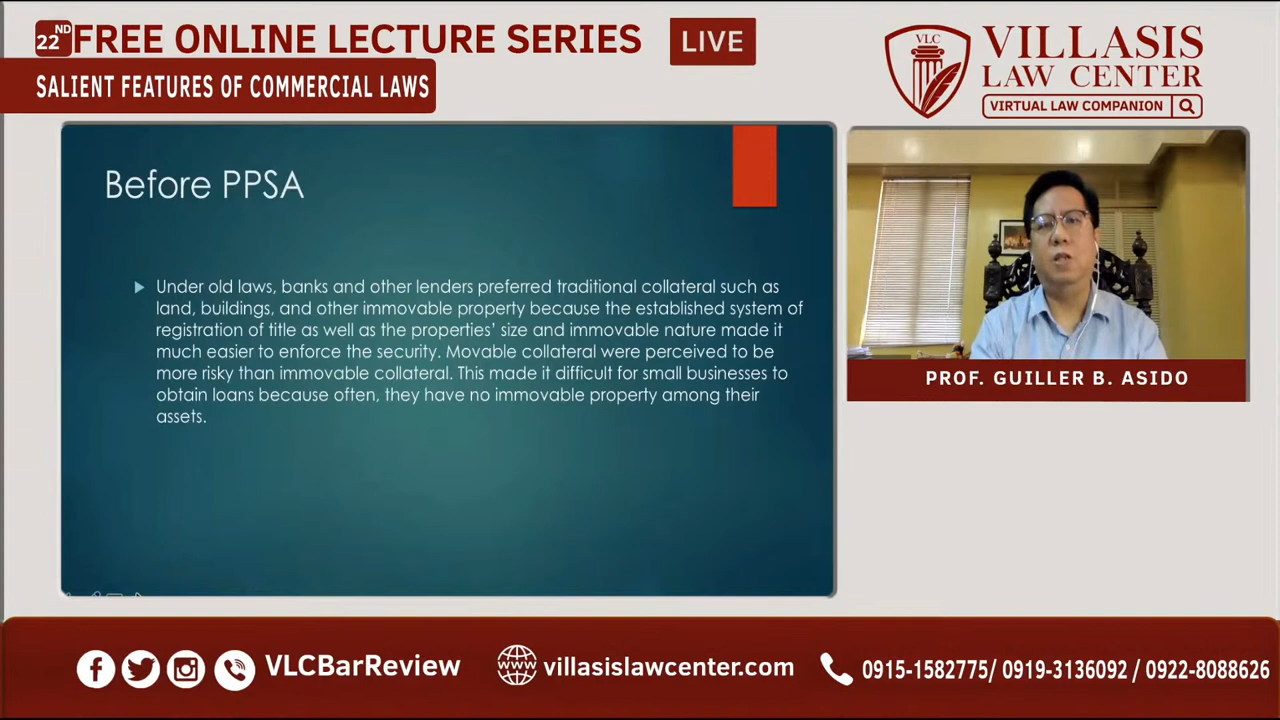 22ND FREE ONLINE LECTURE SERIES
LIVE
SALIENT FEATURES OF COMMERCIAL LAWS
VLC
VILLASIS
LAW CENTER
VIRTUAL LAW COMPANION
Before PPSA
Under old laws, banks and other lenders preferred traditional collateral such as
land, buildings, and other immovable property because the established system of
registration of title as well as the properties' size and immovable nature made it
much easier to enforce the security. Movable collateral were perceived to be
more risky than immovable collateral. This made it difficult for small businesses to
obtain loans because often, they have no immovable property among their
assets.
PROF. GUILLER B. ASIDO
VLCBarReview
www
villasislawcenter.com
0915-1582775/ 0919-3136092 / 0922-8088626